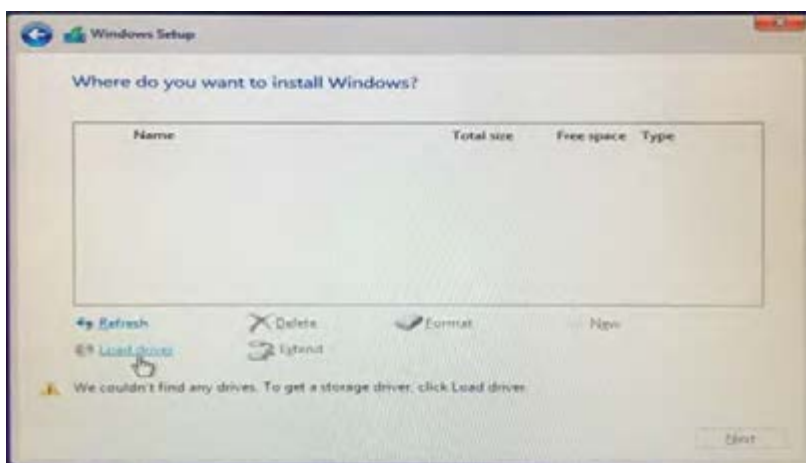 Windows Setup
Where do you want to install Windows?
Name Total size Free space Type
Refresh Delete Format New
Load driver Extend
We couldn't find any drives. To get a storage driver, click Load driver.
Next